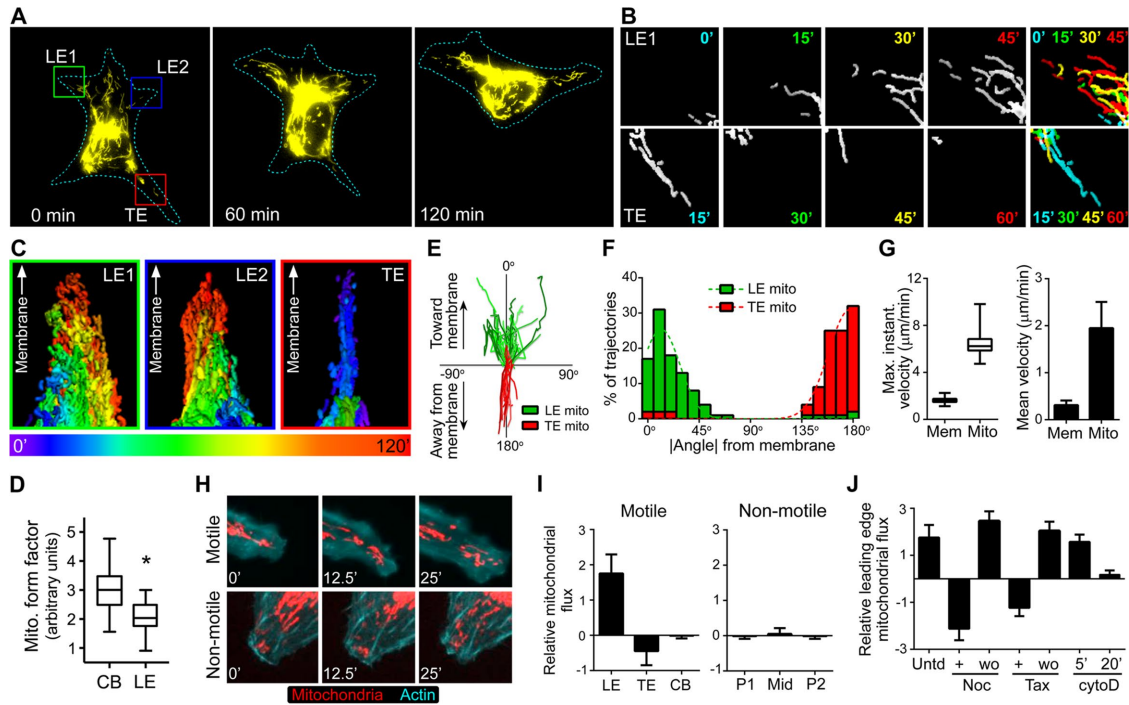 A
LE1
LE2
TE
0 min
60 min
120 min
B
LE1
0'
15'
30'
45'
0' 15' 30' 45'
TE
15'
30'
45'
60'
15' 30' 45' 60'
C
Membrane
LE1
Membrane
LE2
Membrane
TE
0'
120'
D
Mito. form factor
(arbitrary units)
5
4
3
2
1
*
CB
LE
E
0°
Toward
membrane
-90°
90°
Away from
membrane
LE mito
TE mito
180°
F
% of trajectories
40
30
20
10
0
LE mito
TE mito
0°
45°
90°
135°
180°
|Angle| from membrane
G
Max. instant.
velocity (µm/min)
15
10
5
0
Mem
Mito
Mean velocity (µm/min)
3
2
1
0
Mem
Mito
H
Motile
0'
12.5'
25'
Non-motile
0'
12.5'
25'
Mitochondria
Actin
I
Relative mitochondrial
flux
Motile
3
2
1
0
-1
LE
TE
CB
Non-motile
3
2
1
0
-1
P1
Mid
P2
J
Relative leading edge
mitochondrial flux
3
1
-1
-3
Untd
+
wo
+
wo
5'
20'
Noc
Tax
cytoD